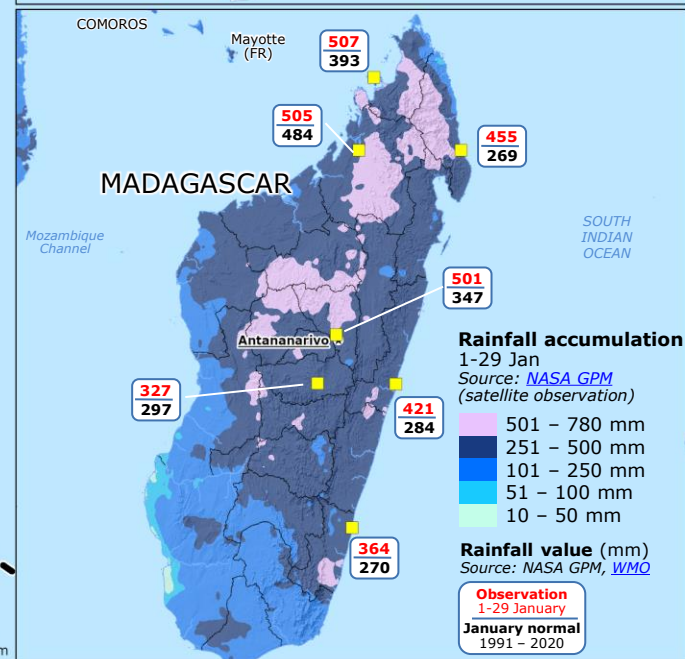 COMOROS
Mayotte
(FR)
507
393
505
484
455
269
MADAGASCAR
Mozambique
Channel
SOUTH
INDIAN
OCEAN
501
347
Antananarivo
327
297
421
284
364
270
Rainfall accumulation
1-29 Jan
Source: NASA GPM
(satellite observation)
501 – 780 mm
251 – 500 mm
101 – 250 mm
51 – 100 mm
10 – 50 mm
Rainfall value (mm)
Source: NASA GPM, WMO
Observation
1-29 January
January normal
1991 – 2020
m